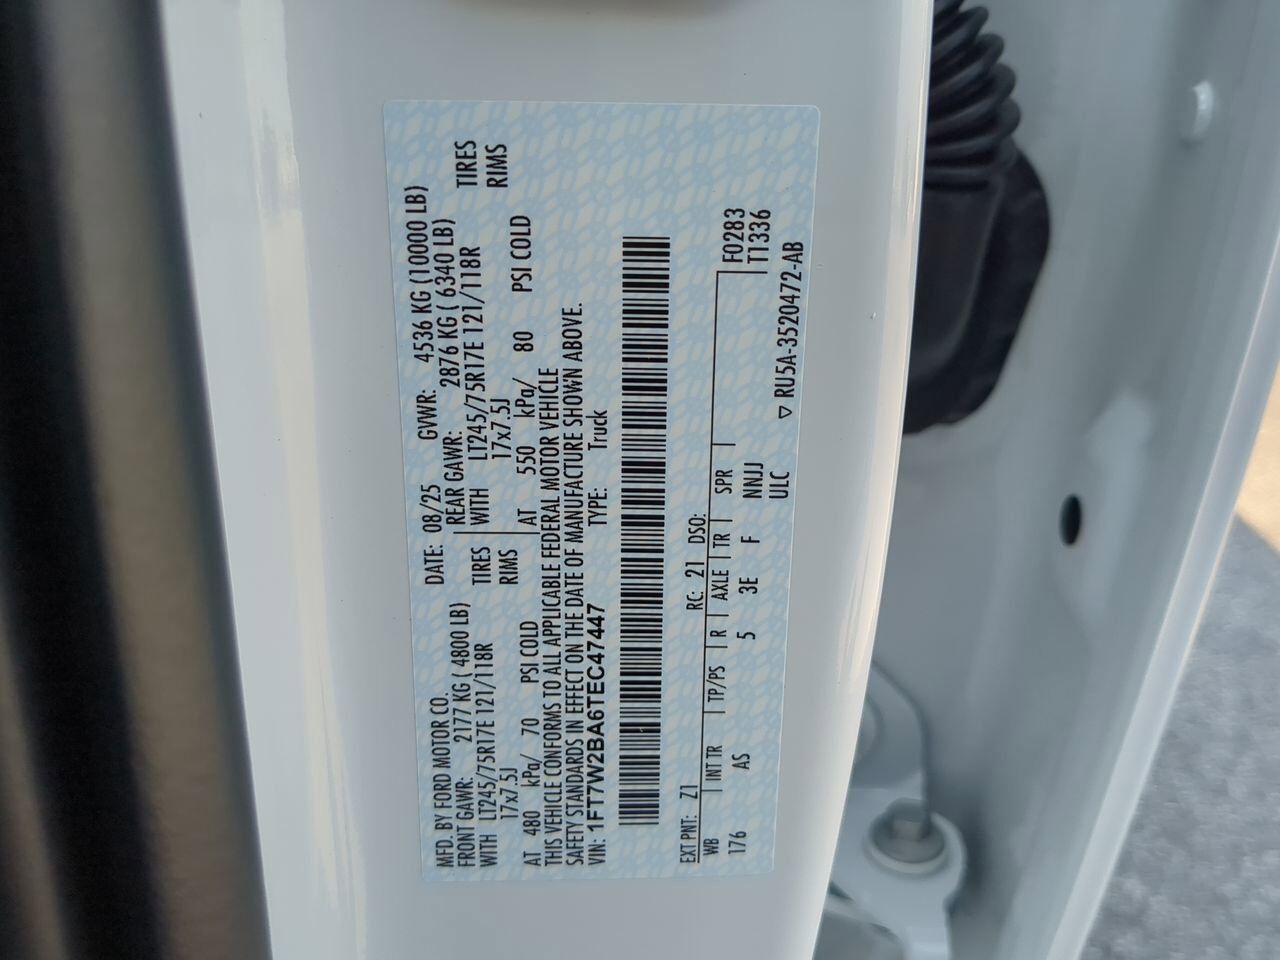 MFD. BY FORD MOTOR CO. DATE: 08/25 GVWR: 4536 KG (10000 LB)
FRONT GAWR: 2177 KG ( 4800 LB) REAR GAWR: 2876 KG ( 6340 LB)
WITH LT245/75R17E 121/118R TIRES WITH LT245/75R17E 121/118R TIRES
17x7.5J RIMS 17x7.5J RIMS
AT 480 kPa/ 70 PSI COLD AT 550 kPa/ 80 PSI COLD
THIS VEHICLE CONFORMS TO ALL APPLICABLE FEDERAL MOTOR VEHICLE
SAFETY STANDARDS IN EFFECT ON THE DATE OF MANUFACTURE SHOWN ABOVE.
VIN: 1FT7W2BA6TEC47447 TYPE: Truck
EXT PNT: Z1 RC: 21 DSO: F0283
WB INT TR TP/PS R AXLE TR SPR T1336
176 AS 5 3E F NNJJ
ULC ▽ RU5A-3520472-AB